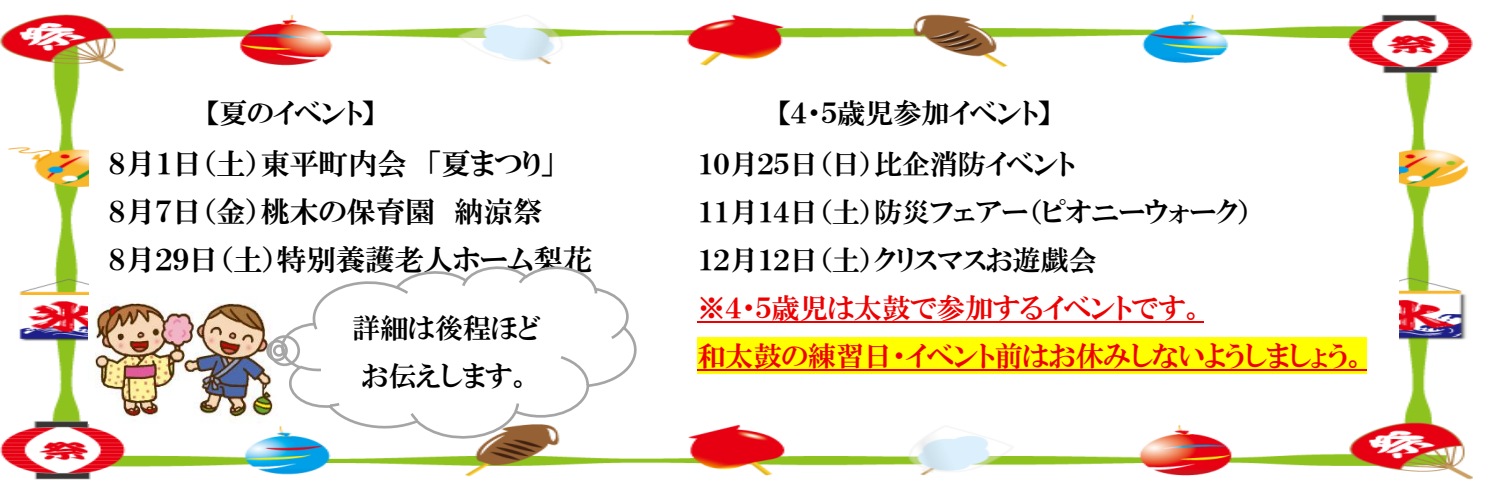 【夏のイベント】
8月1日(土)東平町内会 「夏まつり」
8月7日(金)桃木の保育園 納涼祭
8月29日(土)特別養護老人ホーム梨花
詳細は後程ほど
お伝えします。
【4・5歳児参加イベント】
10月25日(日)比企消防イベント
11月14日(土)防災フェアー(ピオニーウォーク)
12月12日(土)クリスマスお遊戯会
※4・5歳児は太鼓で参加するイベントです。
和太鼓の練習日・イベント前はお休みしないようしましょう。
祭
祭
氷
氷
祭
祭